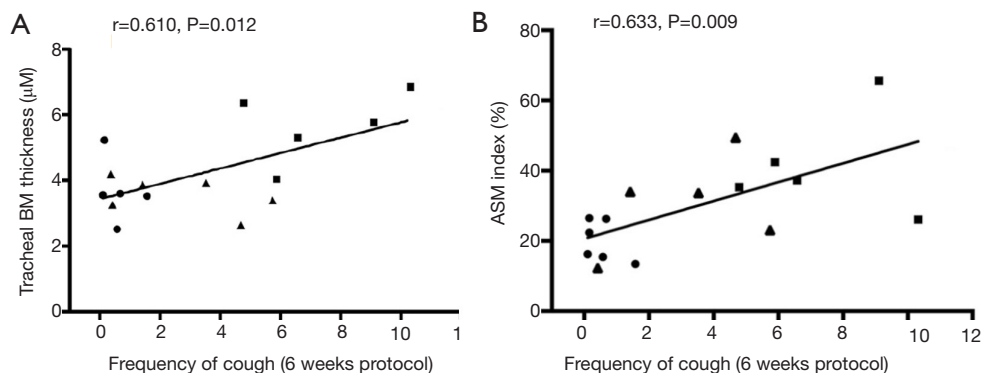 A
r=0.610, P=0.012
8
6
4
2
0
Tracheal BM thickness (µM)
0 2 4 6 8 10 1
Frequency of cough (6 weeks protocol)
B
r=0.633, P=0.009
80
60
40
20
0
ASM index (%)
0 2 4 6 8 10 12
Frequency of cough (6 weeks protocol)